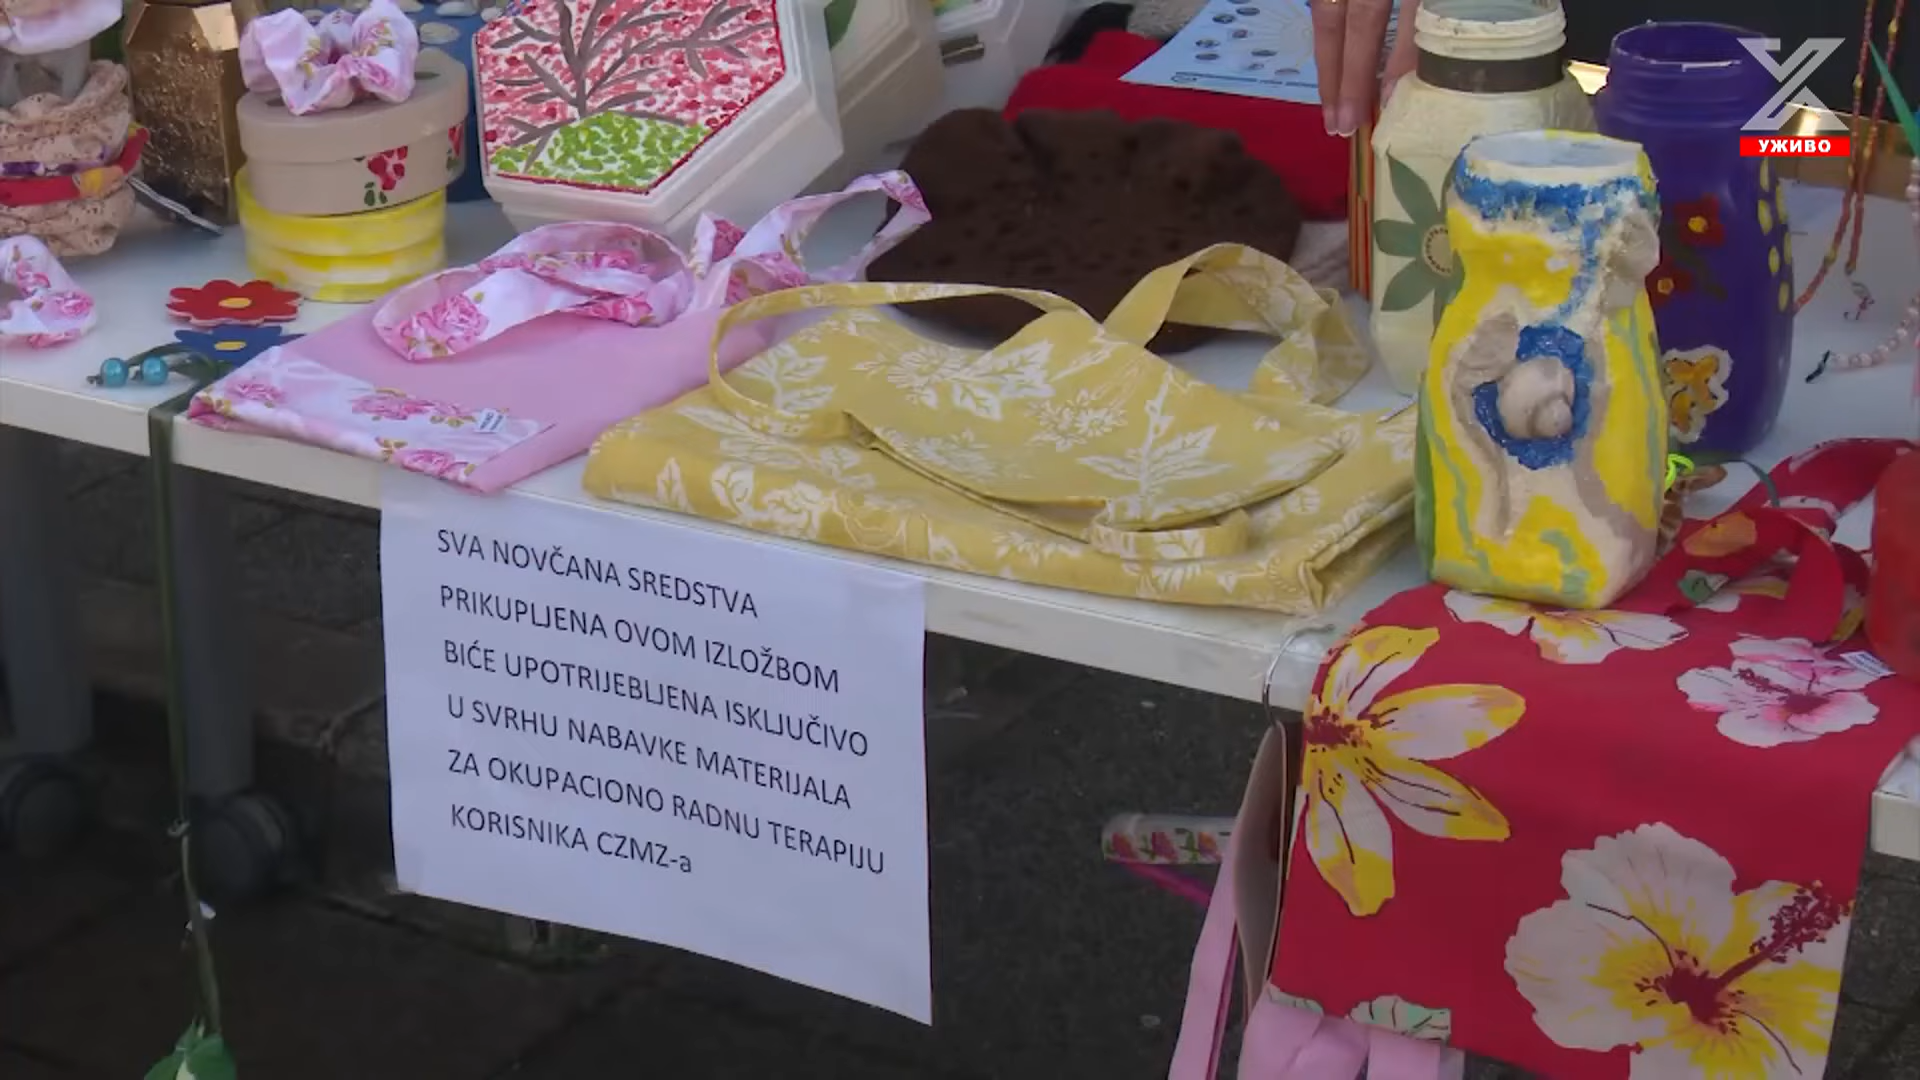 УЖИВО
SVA NOVČANA SREDSTVA
PRIKUPLJENA OVOM IZLOŽBOM
BIĆE UPOTRIJEBLJENA ISKLJUČIVO
U SVRHU NABAVKE MATERIJALA
ZA OKUPACIONO RADNU TERAPIJU
KORISNIKA CZMZ-a